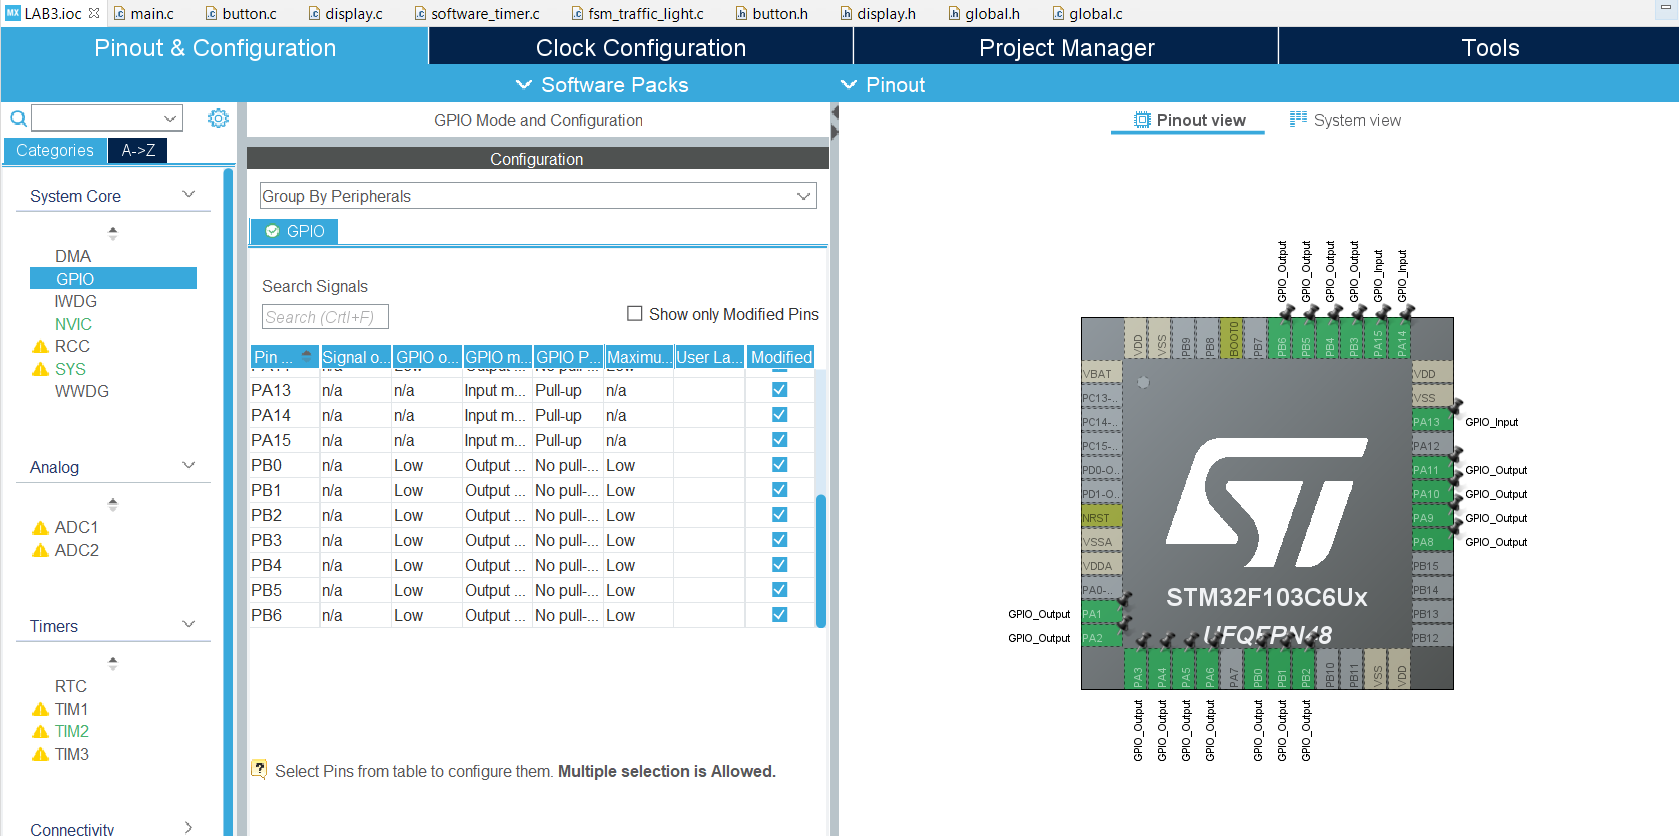 MX LAB3.ioc main.c button.c display.c software_timer.c fsm_traffic_light.c button.h display.h global.h global.c
Pinout & Configuration Clock Configuration Project Manager Tools
Software Packs Pinout
GPIO Mode and Configuration
Pinout view System view
Categories A->Z
Configuration
System Core
Group By Peripherals
GPIO
DMA
GPIO
IWDG
NVIC
RCC
SYS
WWDG
Analog
ADC1
ADC2
Timers
RTC
TIM1
TIM2
TIM3
Connectivity
Search Signals
Search (Crtl+F)
Show only Modified Pins
Pin ... Signal o... GPIO o... GPIO m... GPIO P... Maximu... User La... Modified
PA13 n/a n/a Input m... Pull-up n/a
PA14 n/a n/a Input m... Pull-up n/a
PA15 n/a n/a Input m... Pull-up n/a
PB0 n/a Low Output ... No pull-... Low
PB1 n/a Low Output ... No pull-... Low
PB2 n/a Low Output ... No pull-... Low
PB3 n/a Low Output ... No pull-... Low
PB4 n/a Low Output ... No pull-... Low
PB5 n/a Low Output ... No pull-... Low
PB6 n/a Low Output ... No pull-... Low
? Select Pins from table to configure them. Multiple selection is Allowed.
GPIO_Output GPIO_Output GPIO_Output GPIO_Output GPIO_Input GPIO_Input
VDD VSS PB9 PB8 BOOT0 PB7 PB6 PB5 PB4 PB3 PA15 PA14
VBAT VDD
PC13-.. VSS
PC14-.. PA13 GPIO_Input
PC15-.. PA12
PD0-O.. PA11 GPIO_Output
PD1-O.. PA10 GPIO_Output
NRST PA9 GPIO_Output
VSSA PA8 GPIO_Output
VDDA PB15
PA0-.. PB14
GPIO_Output PA1 PB13
GPIO_Output PA2 PB12
ST
STM32F103C6Ux
UFQFPN48
PA3 PA4 PA5 PA6 PA7 PB0 PB1 PB2 PB10 PB11 VSS VDD
GPIO_Output GPIO_Output GPIO_Output GPIO_Output GPIO_Output GPIO_Output GPIO_Output